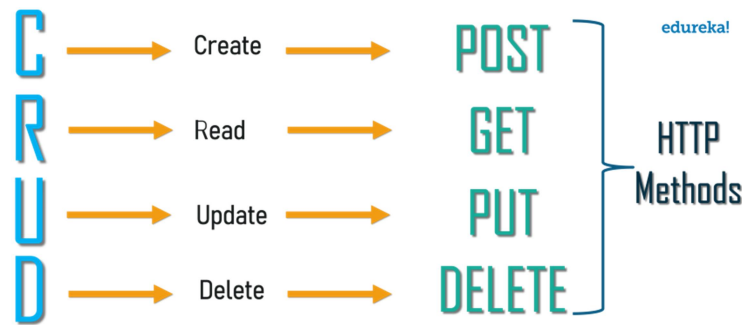 edureka!
C Create POST
R Read GET
U Update PUT
D Delete DELETE
HTTP
Methods